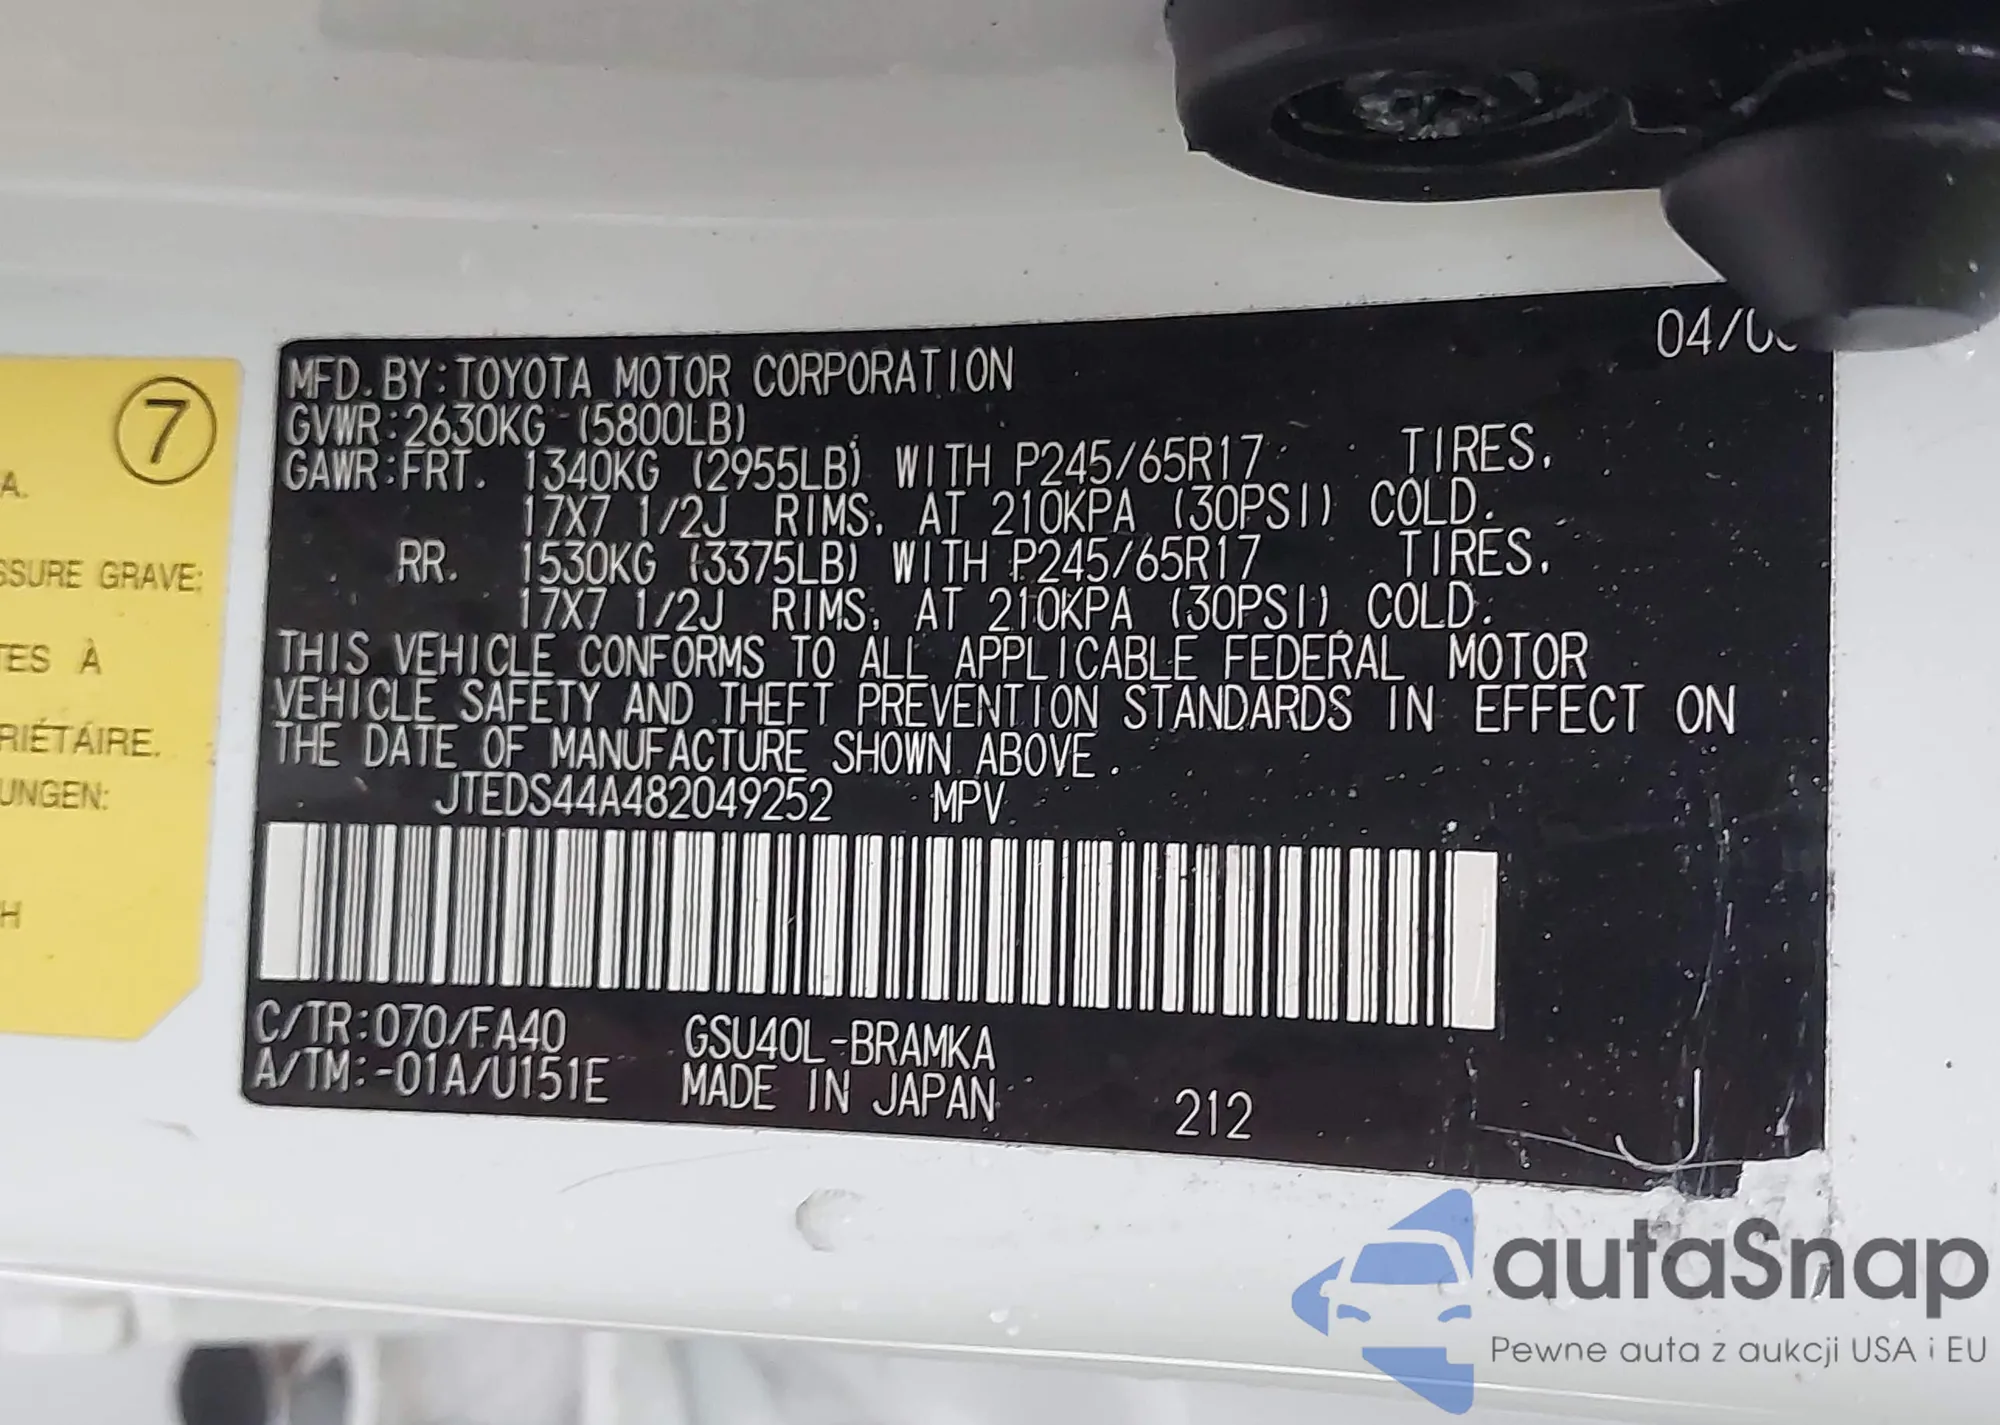 04/0
MFD.BY:TOYOTA MOTOR CORPORATION
GVWR:2630KG (5800LB)
GAWR:FRT. 1340KG (2955LB) WITH P245/65R17 TIRES,
17X7 1/2J RIMS, AT 210KPA (30PSI) COLD.
RR. 1530KG (3375LB) WITH P245/65R17 TIRES,
17X7 1/2J RIMS, AT 210KPA (30PSI) COLD.
THIS VEHICLE CONFORMS TO ALL APPLICABLE FEDERAL MOTOR
VEHICLE SAFETY AND THEFT PREVENTION STANDARDS IN EFFECT ON
THE DATE OF MANUFACTURE SHOWN ABOVE.
JTEDS44A482049252 MPV
C/TR:070/FA40 GSU40L-BRAMKA
A/TM:-01A/U151E MADE IN JAPAN 212 J
7
A.
SSURE GRAVE:
TES À
RIÉTAIRE.
UNGEN:
H
autaSnap
Pewne auta z aukcji USA i EU